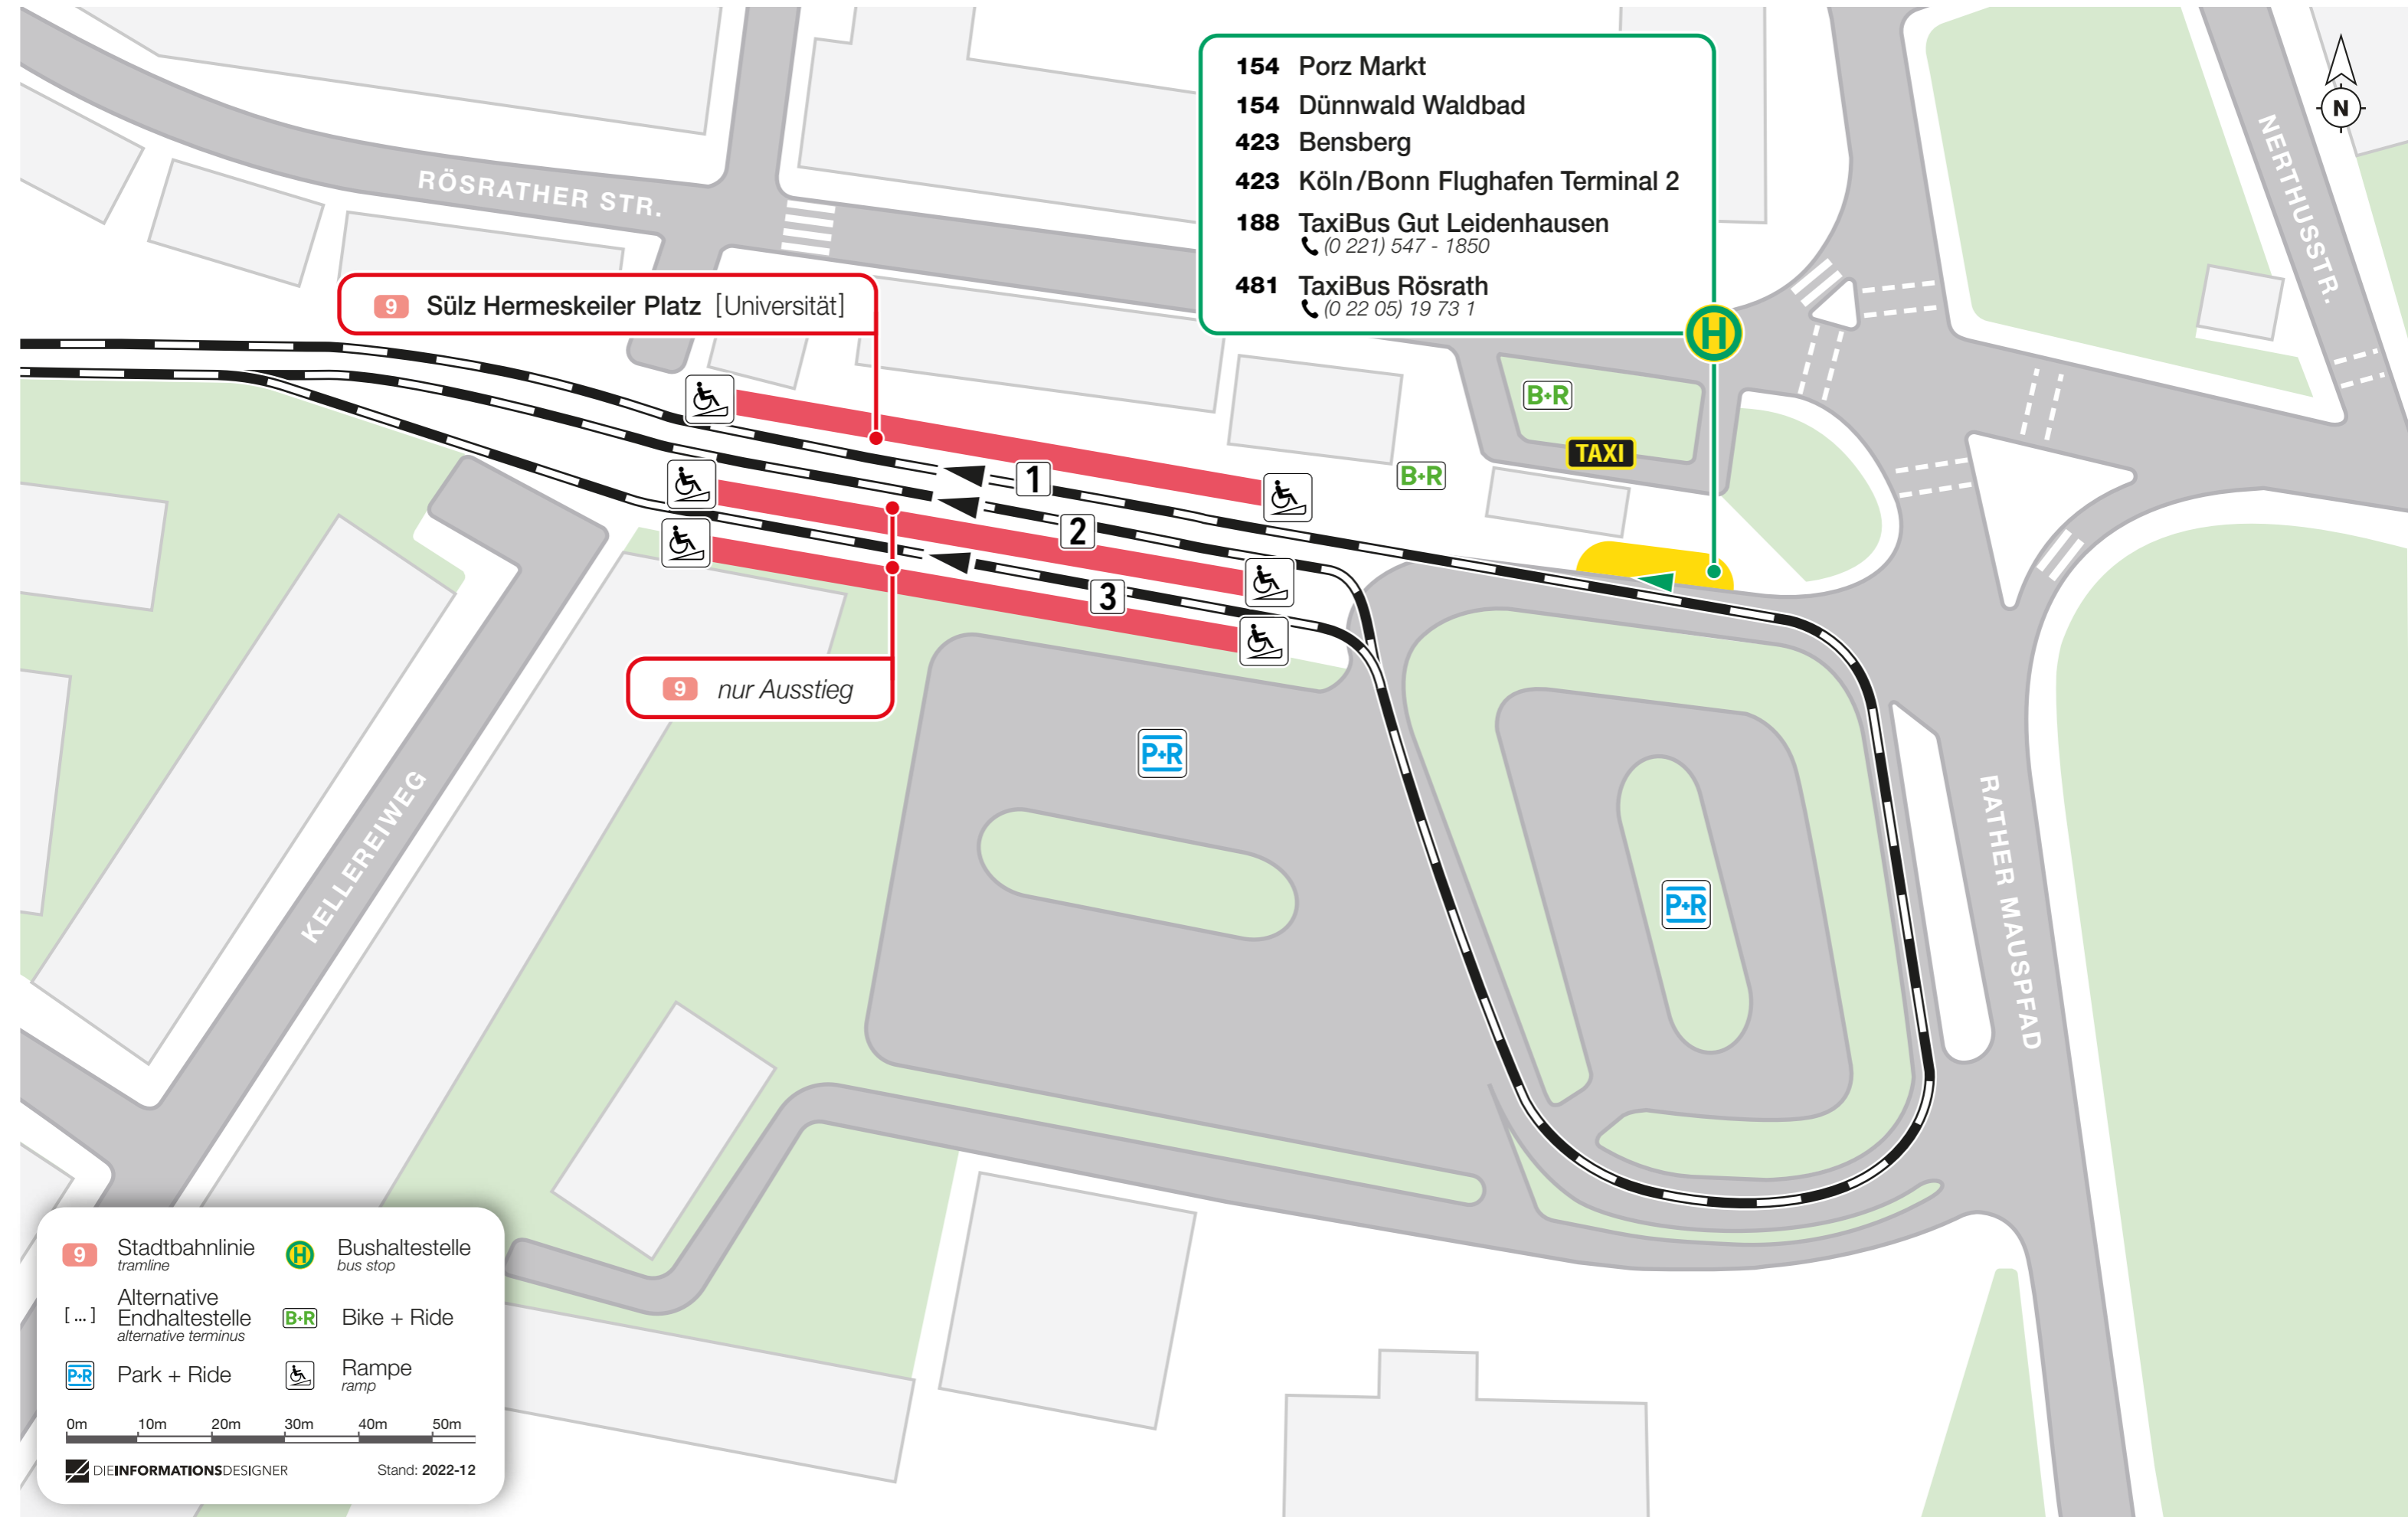 154 Porz Markt
154 Dünnwald Waldbad
423 Bensberg
423 Köln/Bonn Flughafen Terminal 2
188 TaxiBus Gut Leidenhausen
(0 221) 547 - 1850
481 TaxiBus Rösrath
(0 22 05) 19 73 1
H
N
NERTHUSSTR.
RÖSRATHER STR.
9 Sülz Hermeskeiler Platz [Universität]
B+R
TAXI
B+R
1
2
3
9 nur Ausstieg
P+R
P+R
KELLEREIWEG
RATHER MAUSPFAD
9 Stadtbahnlinie
tramline
H Bushaltestelle
bus stop
[...] Alternative
Endhaltestelle
alternative terminus
B+R Bike + Ride
P+R Park + Ride
Rampe
ramp
0m 10m 20m 30m 40m 50m
DIEINFORMATIONSDESIGNER
Stand: 2022-12